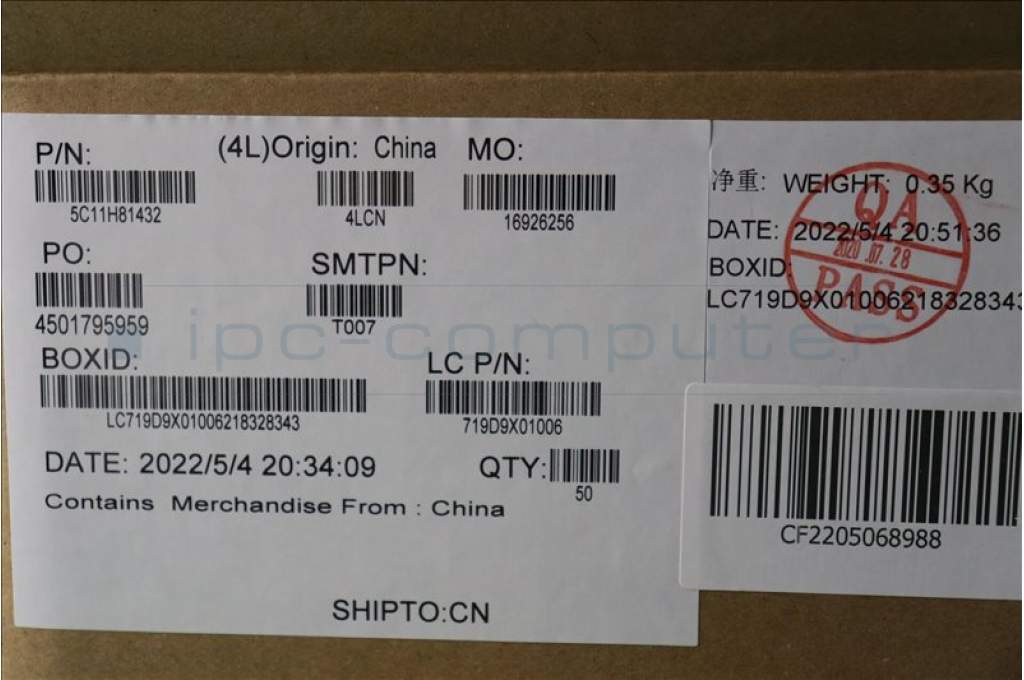 P/N:
5C11H81432
(4L)Origin: China
4LCN
MO:
16926256
PO:
4501795959
SMTPN:
T007
BOXID:
LC719D9X01006218328343
LC P/N:
719D9X01006
DATE: 2022/5/4 20:34:09
QTY:
50
Contains Merchandise From : China
SHIPTO:CN
净重: WEIGHT: 0.35 Kg
DATE: 2022/5/4 20:51:36
BOXID:
LC719D9X01006218328343
QA
2020.07.28
PASS
CF2205068988
ipc-computer